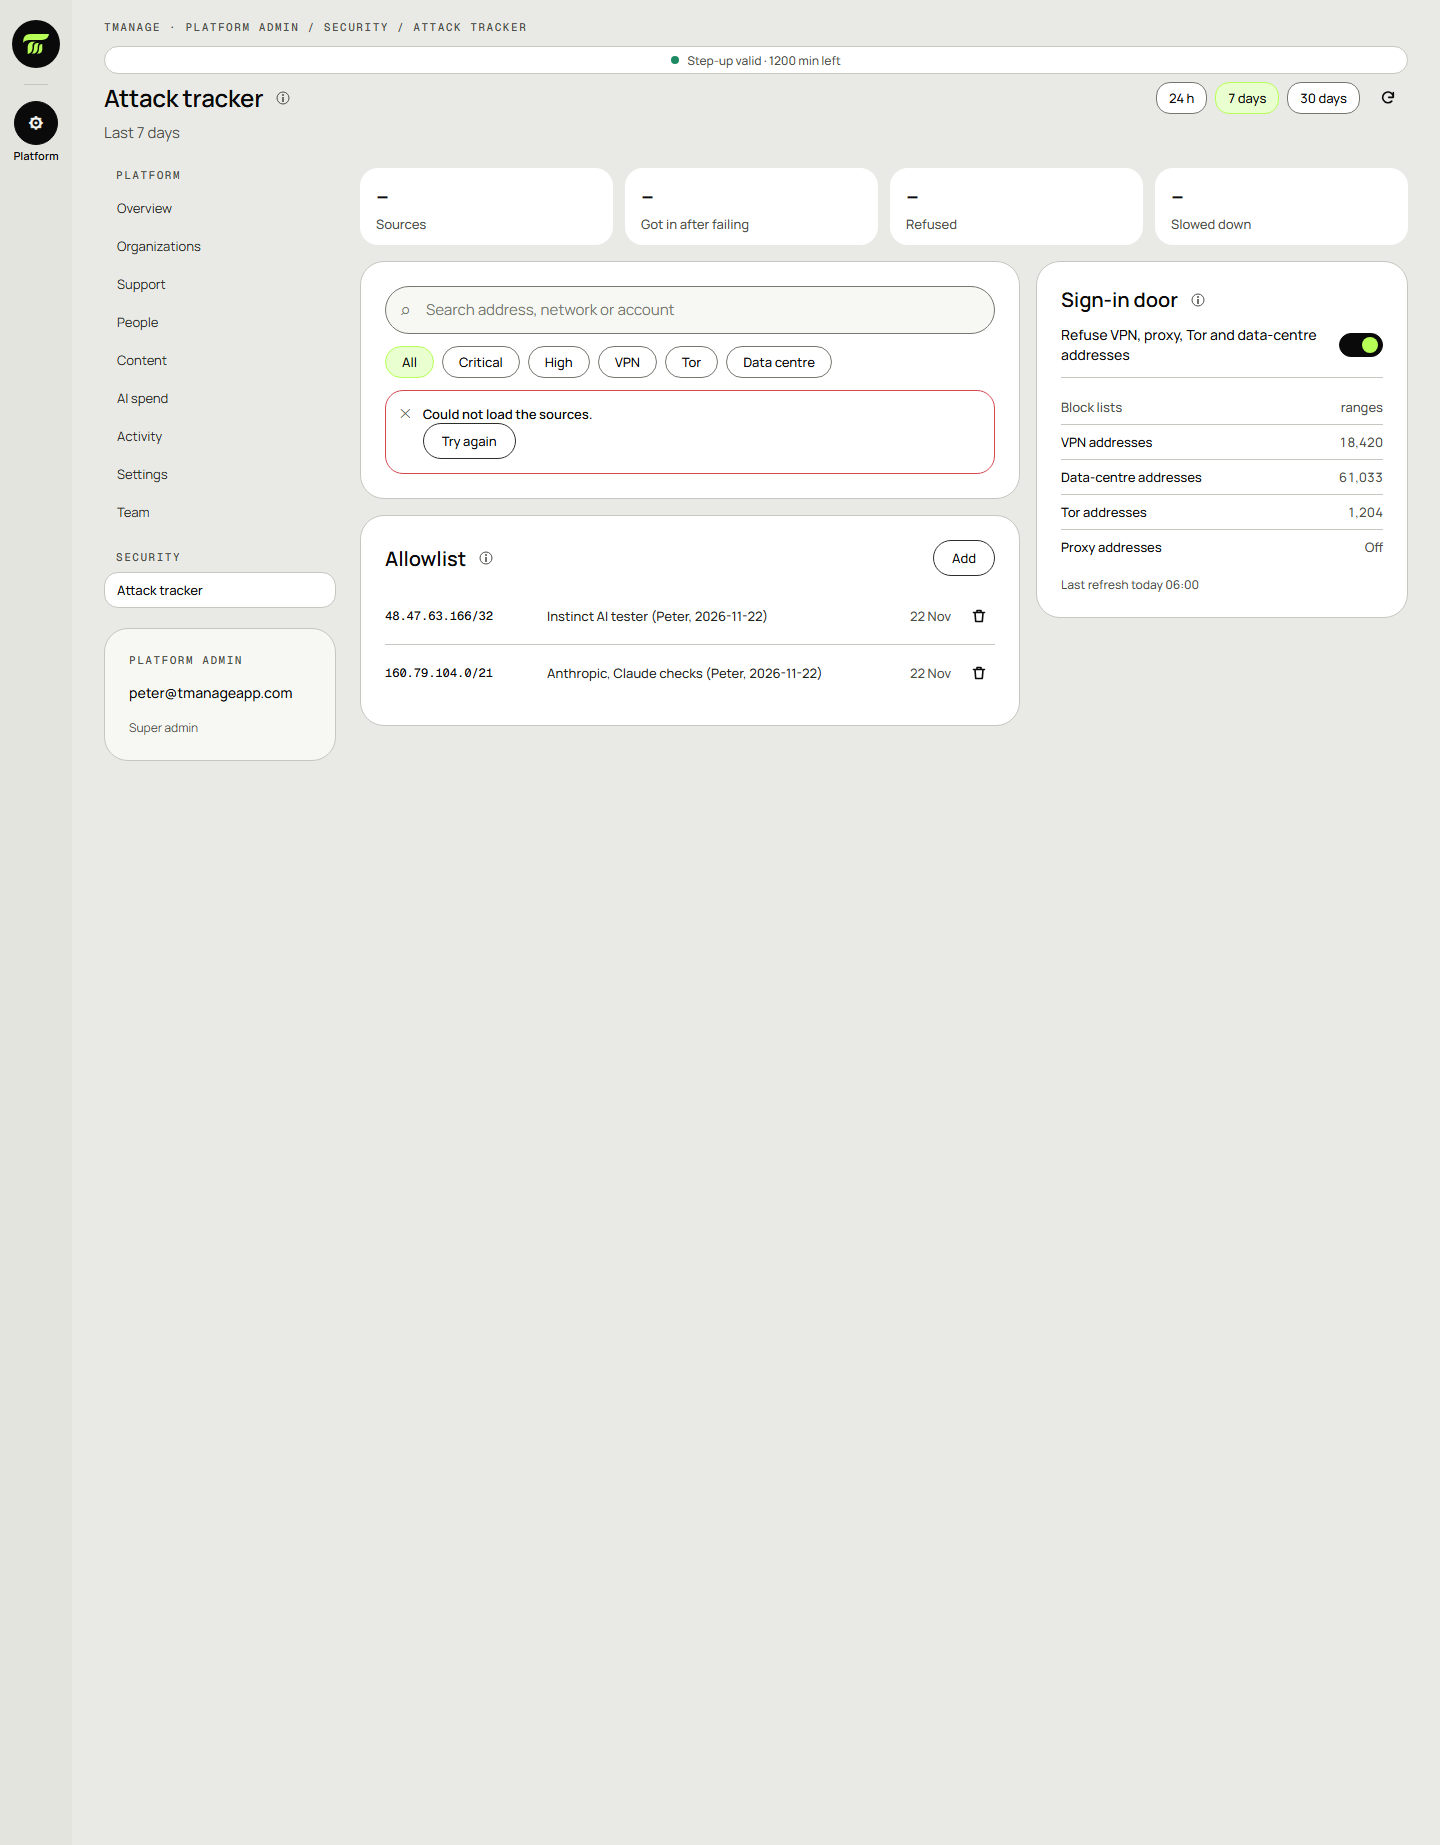 TMANAGE · PLATFORM ADMIN / SECURITY / ATTACK TRACKER
Step-up valid · 1200 min left
Attack tracker
24 h
7 days
30 days
Last 7 days
Platform
PLATFORM
Overview
Organizations
Support
People
Content
AI spend
Activity
Settings
Team
SECURITY
Attack tracker
PLATFORM ADMIN
peter@tmanageapp.com
Super admin
–
Sources
–
Got in after failing
–
Refused
–
Slowed down
Search address, network or account
All
Critical
High
VPN
Tor
Data centre
Could not load the sources.
Try again
Allowlist
Add
48.47.63.166/32 Instinct AI tester (Peter, 2026-11-22) 22 Nov
160.79.104.0/21 Anthropic, Claude checks (Peter, 2026-11-22) 22 Nov
Sign-in door
Refuse VPN, proxy, Tor and data-centre
addresses
Block lists ranges
VPN addresses 18,420
Data-centre addresses 61,033
Tor addresses 1,204
Proxy addresses Off
Last refresh today 06:00